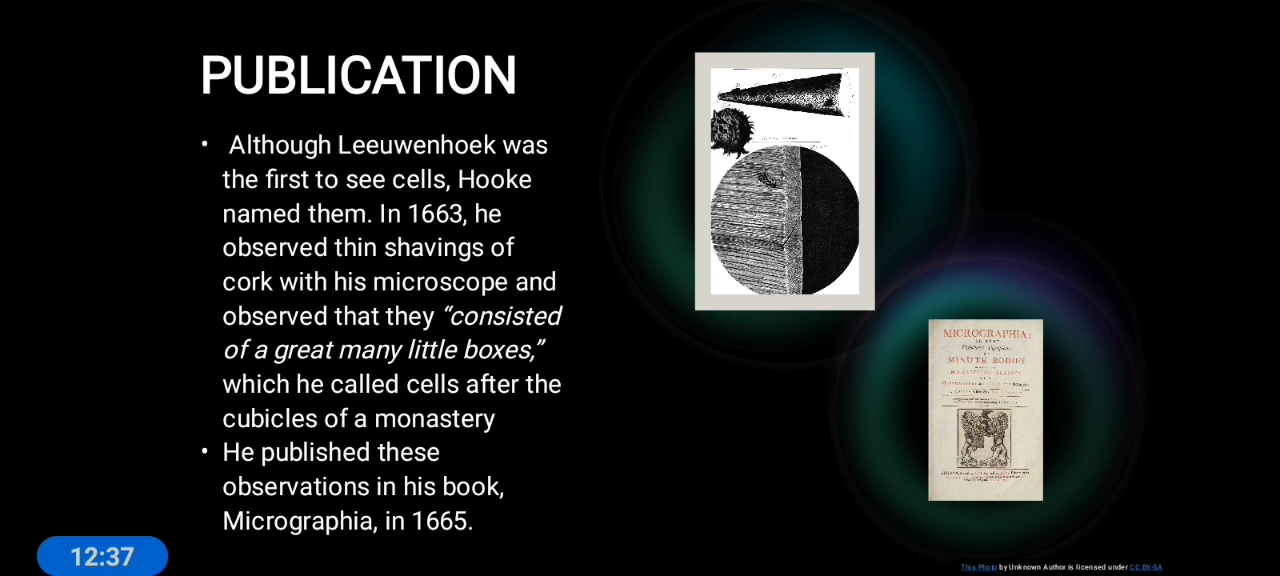 PUBLICATION
• Although Leeuwenhoek was
the first to see cells, Hooke
named them. In 1663, he
observed thin shavings of
cork with his microscope and
observed that they “consisted
of a great many little boxes,”
which he called cells after the
cubicles of a monastery
• He published these
observations in his book,
Micrographia, in 1665.
MICROGRAPHIA:
MINUTE BODIES
MAGNIFYING GLASSES
12:37
This Photo by Unknown Author is licensed under CC BY-SA